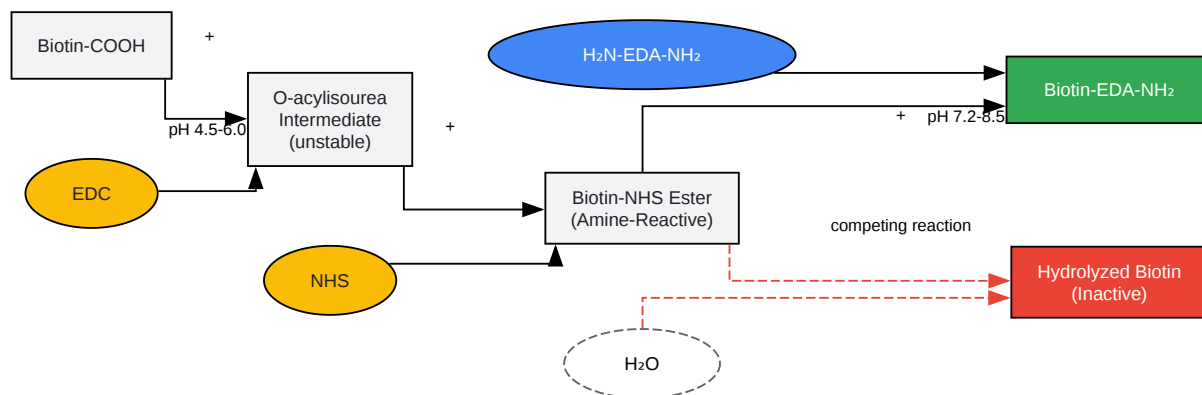 Biotin-COOH
+
H₂N-EDA-NH₂
Biotin-EDA-NH₂
O-acylisourea
Intermediate
(unstable)
pH 4.5-6.0
+
+
pH 7.2-8.5
EDC
Biotin-NHS Ester
(Amine-Reactive)
competing reaction
NHS
Hydrolyzed Biotin
(Inactive)
H₂O